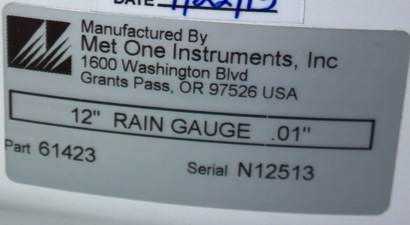 DATE
Manufactured By
Met One Instruments, Inc
1600 Washington Blvd
Grants Pass, OR 97526 USA
12" RAIN GAUGE .01"
Part 61423
Serial N12513